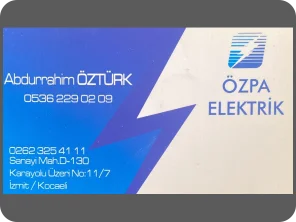 Abdurrahim ÖZTÜRK
0536 229 02 09
0262 325 41 11
Sanayi Mah.D-130
Karayolu Üzeri No:11/7
İzmit / Kocaeli
ÖZPA
ELEKTRİK